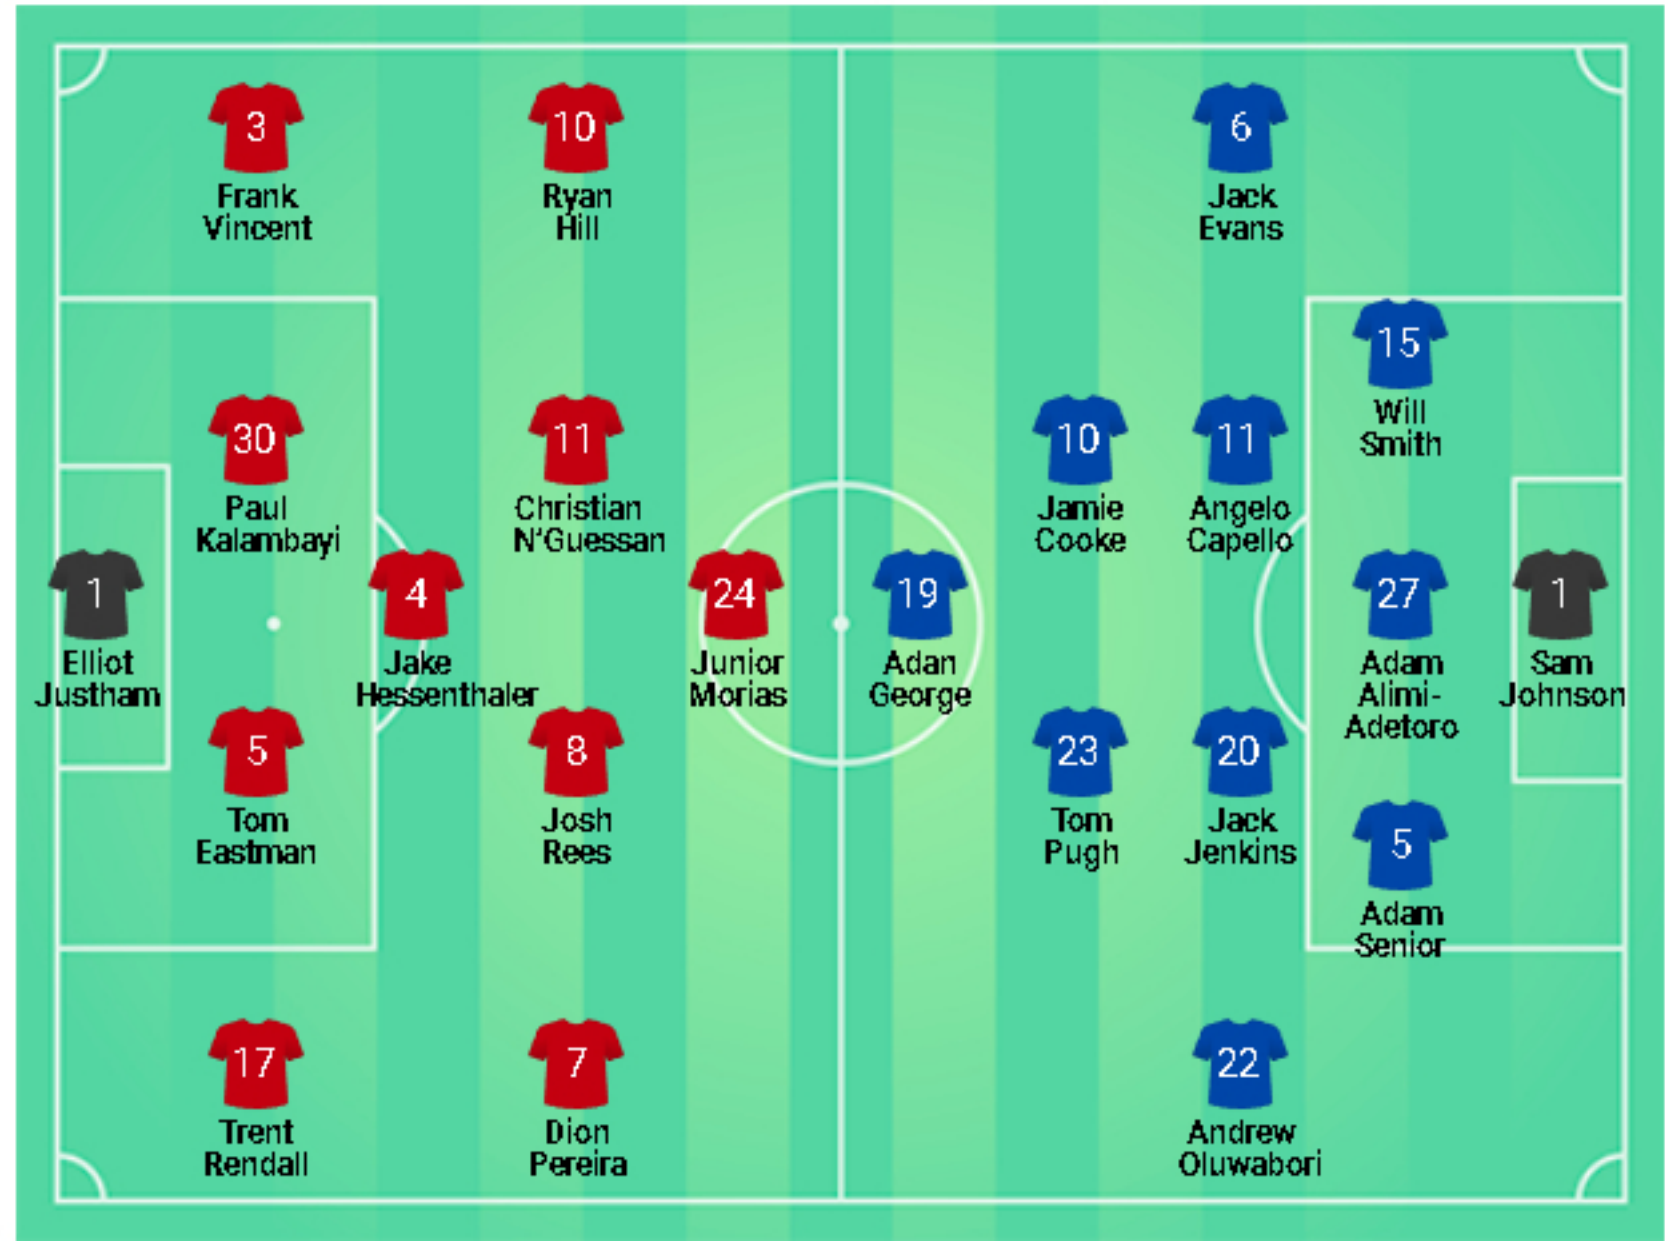 3
Frank
Vincent
10
Ryan
Hill
6
Jack
Evans
15
Will
Smith
30
Paul
Kalambayi
11
Christian
N'Guessan
10
Jamie
Cooke
11
Angelo
Capello
1
Elliot
Justham
4
Jake
Hessenthaler
24
Junior
Morias
19
Adan
George
27
Adam
Alimi-
Adetoro
1
Sam
Johnson
5
Tom
Eastman
8
Josh
Rees
23
Tom
Pugh
20
Jack
Jenkins
5
Adam
Senior
17
Trent
Rendall
7
Dion
Pereira
22
Andrew
Oluwabori